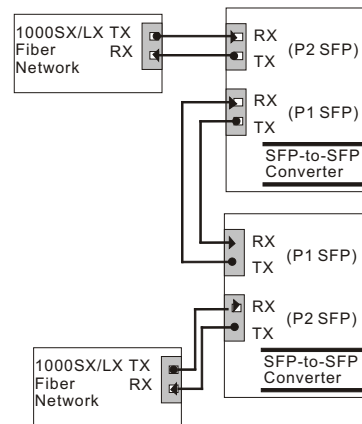 1000SX/LX TX
Fiber RX
Network
RX
TX
(P2 SFP)
RX
TX
(P1 SFP)
SFP-to-SFP
Converter
RX
TX
(P1 SFP)
RX
TX
(P2 SFP)
SFP-to-SFP
Converter
1000SX/LX TX
Fiber RX
Network